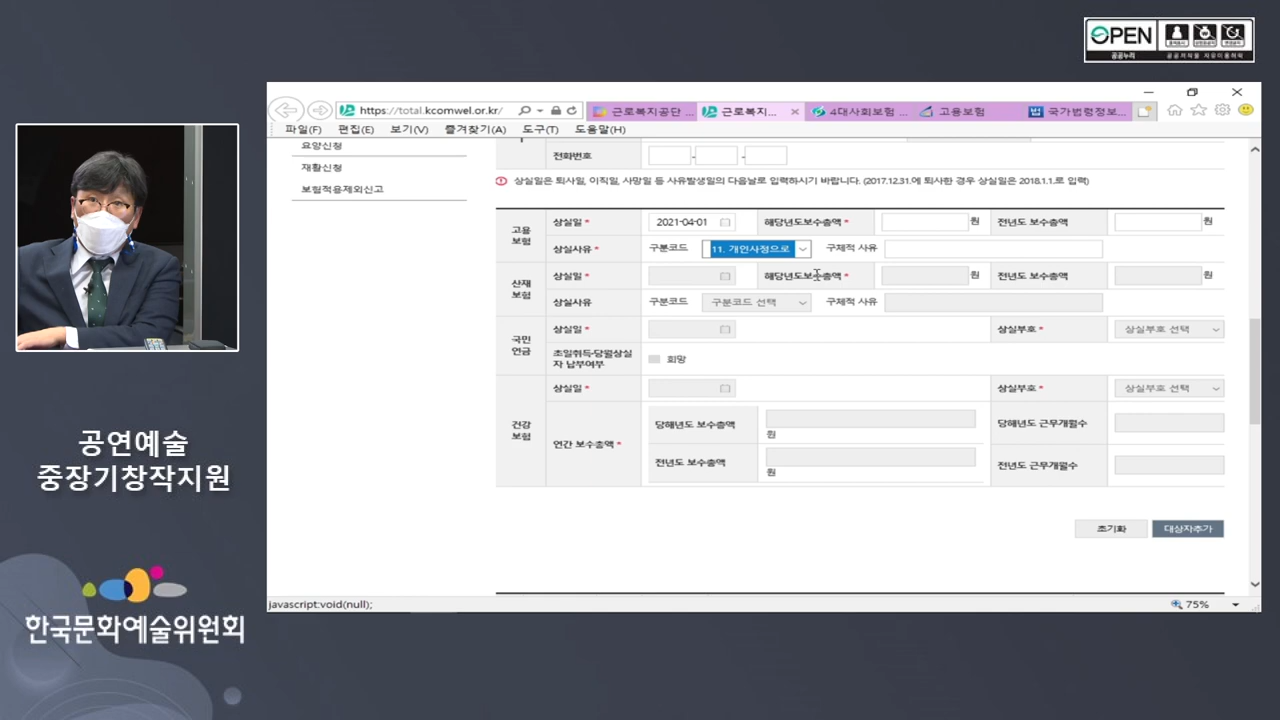 OPEN
공공누리
공공저작물 자유이용허락
https://total.kcomwel.or.kr/
근로복지공단 ...
근로복지...
4대사회보험 ...
고용보험
국가법령정보...
파일(F) 편집(E) 보기(V) 즐겨찾기(A) 도구(T) 도움말(H)
요양신청
재활신청
보험적용제외신고
전화번호 - -
상실일은 퇴사일, 이직일, 사망일 등 사유발생일의 다음날로 입력하시기 바랍니다. (2017.12.31.에 퇴사한 경우 상실일은 2018.1.1.로 입력)
고용보험
상실일 * 2021-04-01 해당년도보수총액 * 원 전년도 보수총액 원
상실사유 * 구분코드 11. 개인사정으로 구체적 사유
산재보험
상실일 * 해당년도보수총액 * 원 전년도 보수총액 원
상실사유 구분코드 구분코드 선택 구체적 사유
국민연금
상실일 * 상실부호 * 상실부호 선택
초일취득·당월상실자 납부여부 희망
건강보험
상실일 * 상실부호 * 상실부호 선택
연간 보수총액 *
당해년도 보수총액 원 당해년도 근무개월수
전년도 보수총액 원 전년도 근무개월수
초기화 대상자추가
javascript:void(null);
75%
공연예술
중장기창작지원
한국문화예술위원회